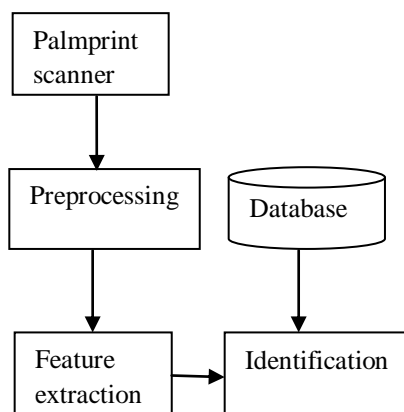 Palmprint
scanner
Preprocessing
Database
Feature
extraction
Identification